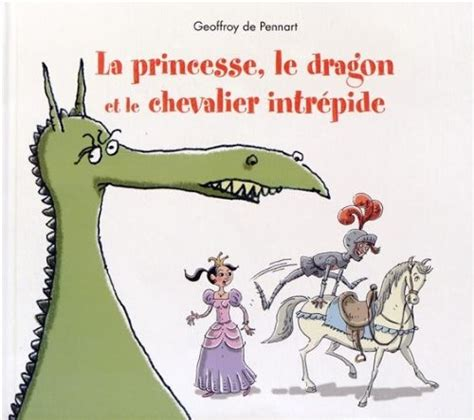 Geoffroy de Pennart
La princesse, le dragon
et le chevalier intrépide